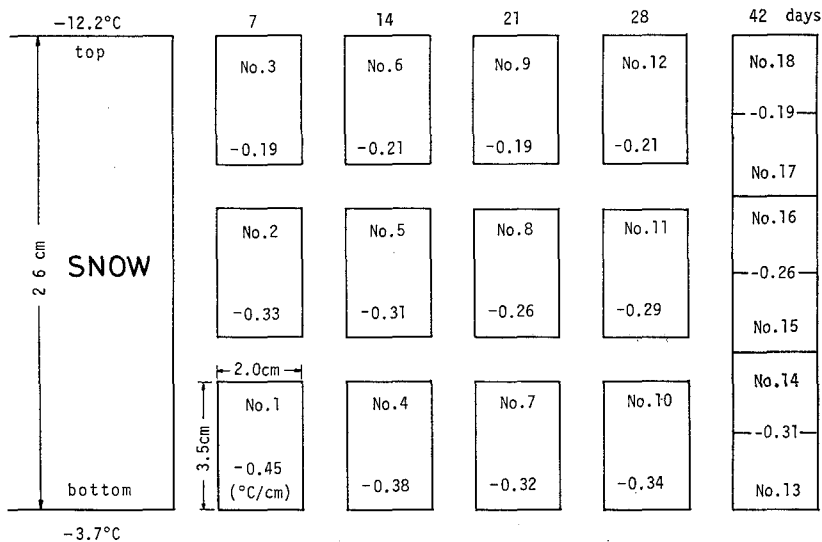 -12.2°C 7 14 21 28 42 days
top
No.3 No.6 No.9 No.12 No.18
-0.19
-0.19 -0.21 -0.19 -0.21
No.17
No.2 No.5 No.8 No.11 No.16
SNOW
26 cm
-0.26
-0.33 -0.31 -0.26 -0.29
No.15
2.0cm
No.14
No.1 No.4 No.7 No.10
3.5cm
-0.31
-0.45
bottom (°C/cm) -0.38 -0.32 -0.34 No.13
-3.7°C